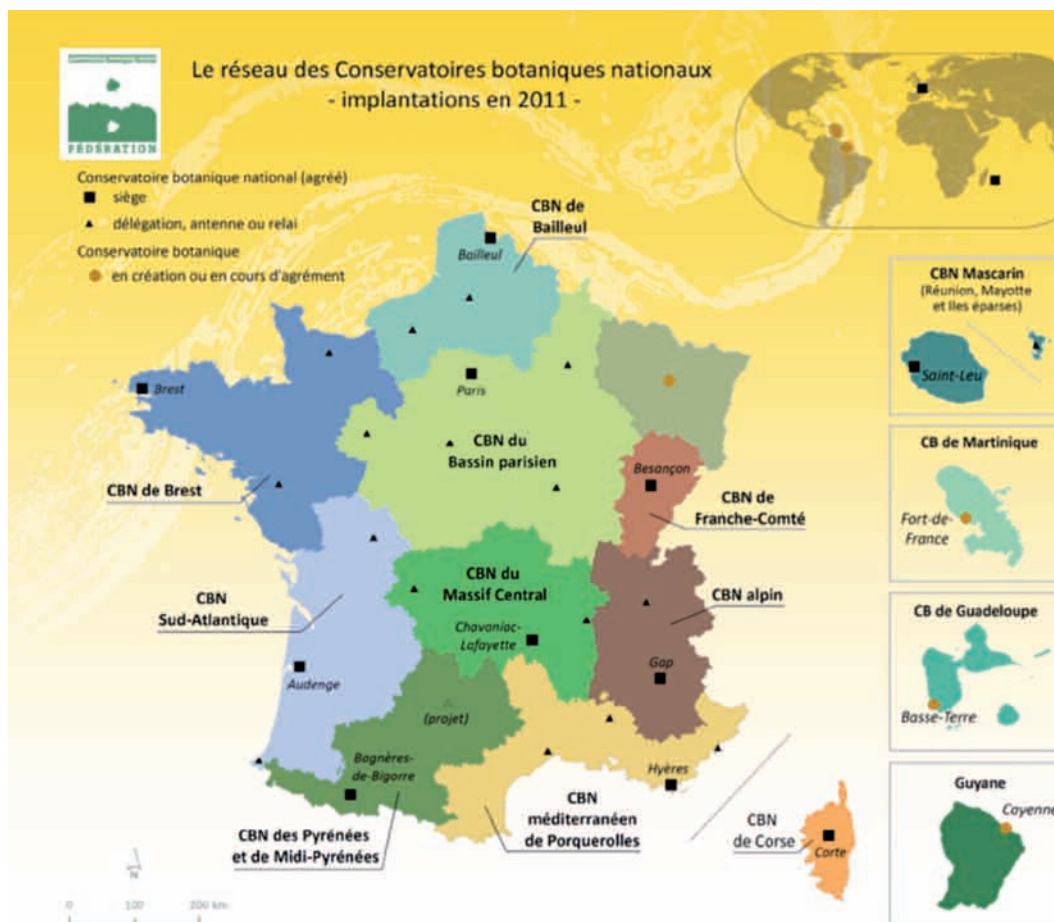 Le réseau des Conservatoires botaniques nationaux
- implantations en 2011 -
FÉDÉRATION
Conservatoire botanique national (agréé)
siège
délégation, antenne ou relai
Conservatoire botanique
en création ou en cours d'agrément
CBN de
Bailleul
Bailleul
CBN Mascarin
(Réunion, Mayotte
et Iles éparses)
Saint-Leu
Brest
Paris
CBN du
Bassin parisien
Besançon
CBN de Brest
CBN de
Franche-Comté
CB de Martinique
Fort-de-
France
CBN
Sud-Atlantique
CBN du
Massif Central
Chavaniac-
Lafayette
CBN alpin
Gap
CB de Guadeloupe
Basse-Terre
Audenge
(projet)
Bagnères-
de-Bigorre
Hyères
CBN des Pyrénées
et de Midi-Pyrénées
CBN
méditerranéen
de Porquerolles
CBN
de Corse
Corte
Guyane
Cayenne
N
0 100 200 km